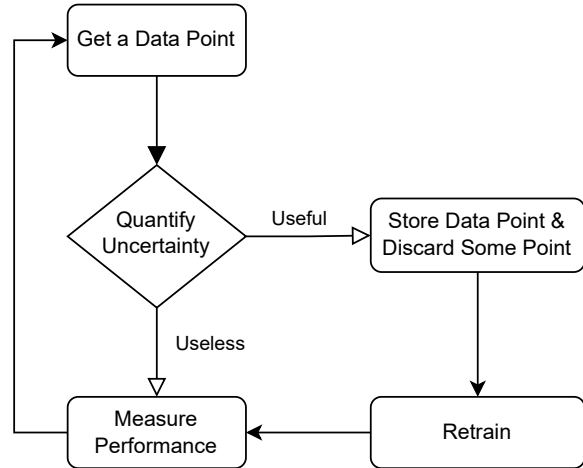 Get a Data Point
Quantify
Uncertainty
Useful
Store Data Point &
Discard Some Point
Useless
Measure
Performance
Retrain